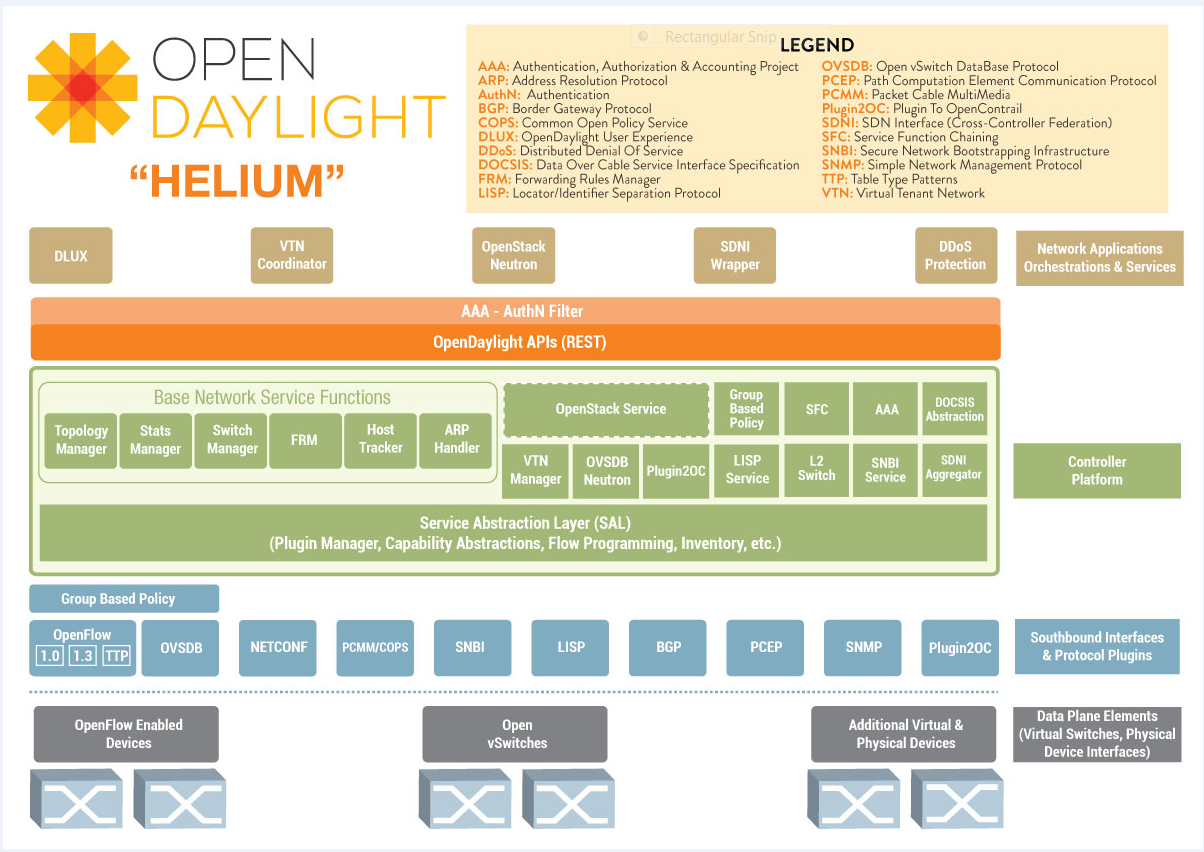 OPEN
DAYLIGHT
“HELIUM”
Rectangular Snip
LEGEND
AAA: Authentication, Authorization & Accounting Project
ARP: Address Resolution Protocol
AuthN: Authentication
BGP: Border Gateway Protocol
COPS: Common Open Policy Service
DLUX: OpenDaylight User Experience
DDoS: Distributed Denial Of Service
DOCSIS: Data Over Cable Service Interface Specification
FRM: Forwarding Rules Manager
LISP: Locator/Identifier Separation Protocol
OVSDB: Open vSwitch DataBase Protocol
PCEP: Path Computation Element Communication Protocol
PCMM: Packet Cable MultiMedia
Plugin2OC: Plugin To OpenContrail
SDNI: SDN Interface (Cross-Controller Federation)
SFC: Service Function Chaining
SNBI: Secure Network Bootstrapping Infrastructure
SNMP: Simple Network Management Protocol
TTP: Table Type Patterns
VTN: Virtual Tenant Network
DLUX
VTN
Coordinator
OpenStack
Neutron
SDNI
Wrapper
DDoS
Protection
Network Applications
Orchestrations & Services
AAA - AuthN Filter
OpenDaylight APIs (REST)
Base Network Service Functions
Topology
Manager
Stats
Manager
Switch
Manager
FRM
Host
Tracker
ARP
Handler
OpenStack Service
Group
Based
Policy
SFC
AAA
DOCSIS
Abstraction
VTN
Manager
OVSDB
Neutron
Plugin2OC
LISP
Service
L2
Switch
SNBI
Service
SDNI
Aggregator
Controller
Platform
Service Abstraction Layer (SAL)
(Plugin Manager, Capability Abstractions, Flow Programming, Inventory, etc.)
Group Based Policy
OpenFlow
1.0 1.3 TTP
OVSDB
NETCONF
PCMM/COPS
SNBI
LISP
BGP
PCEP
SNMP
Plugin2OC
Southbound Interfaces
& Protocol Plugins
OpenFlow Enabled
Devices
Open
vSwitches
Additional Virtual &
Physical Devices
Data Plane Elements
(Virtual Switches, Physical
Device Interfaces)